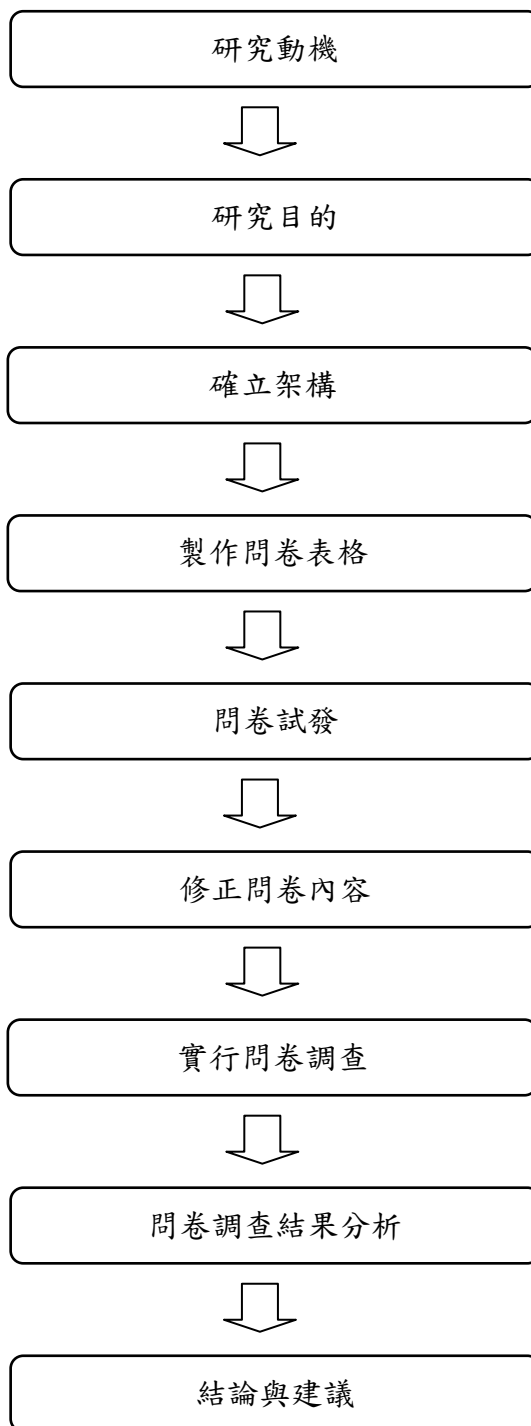 研究動機
研究目的
確立架構
製作問卷表格
問卷試發
修正問卷內容
實行問卷調查
問卷調查結果分析
結論與建議